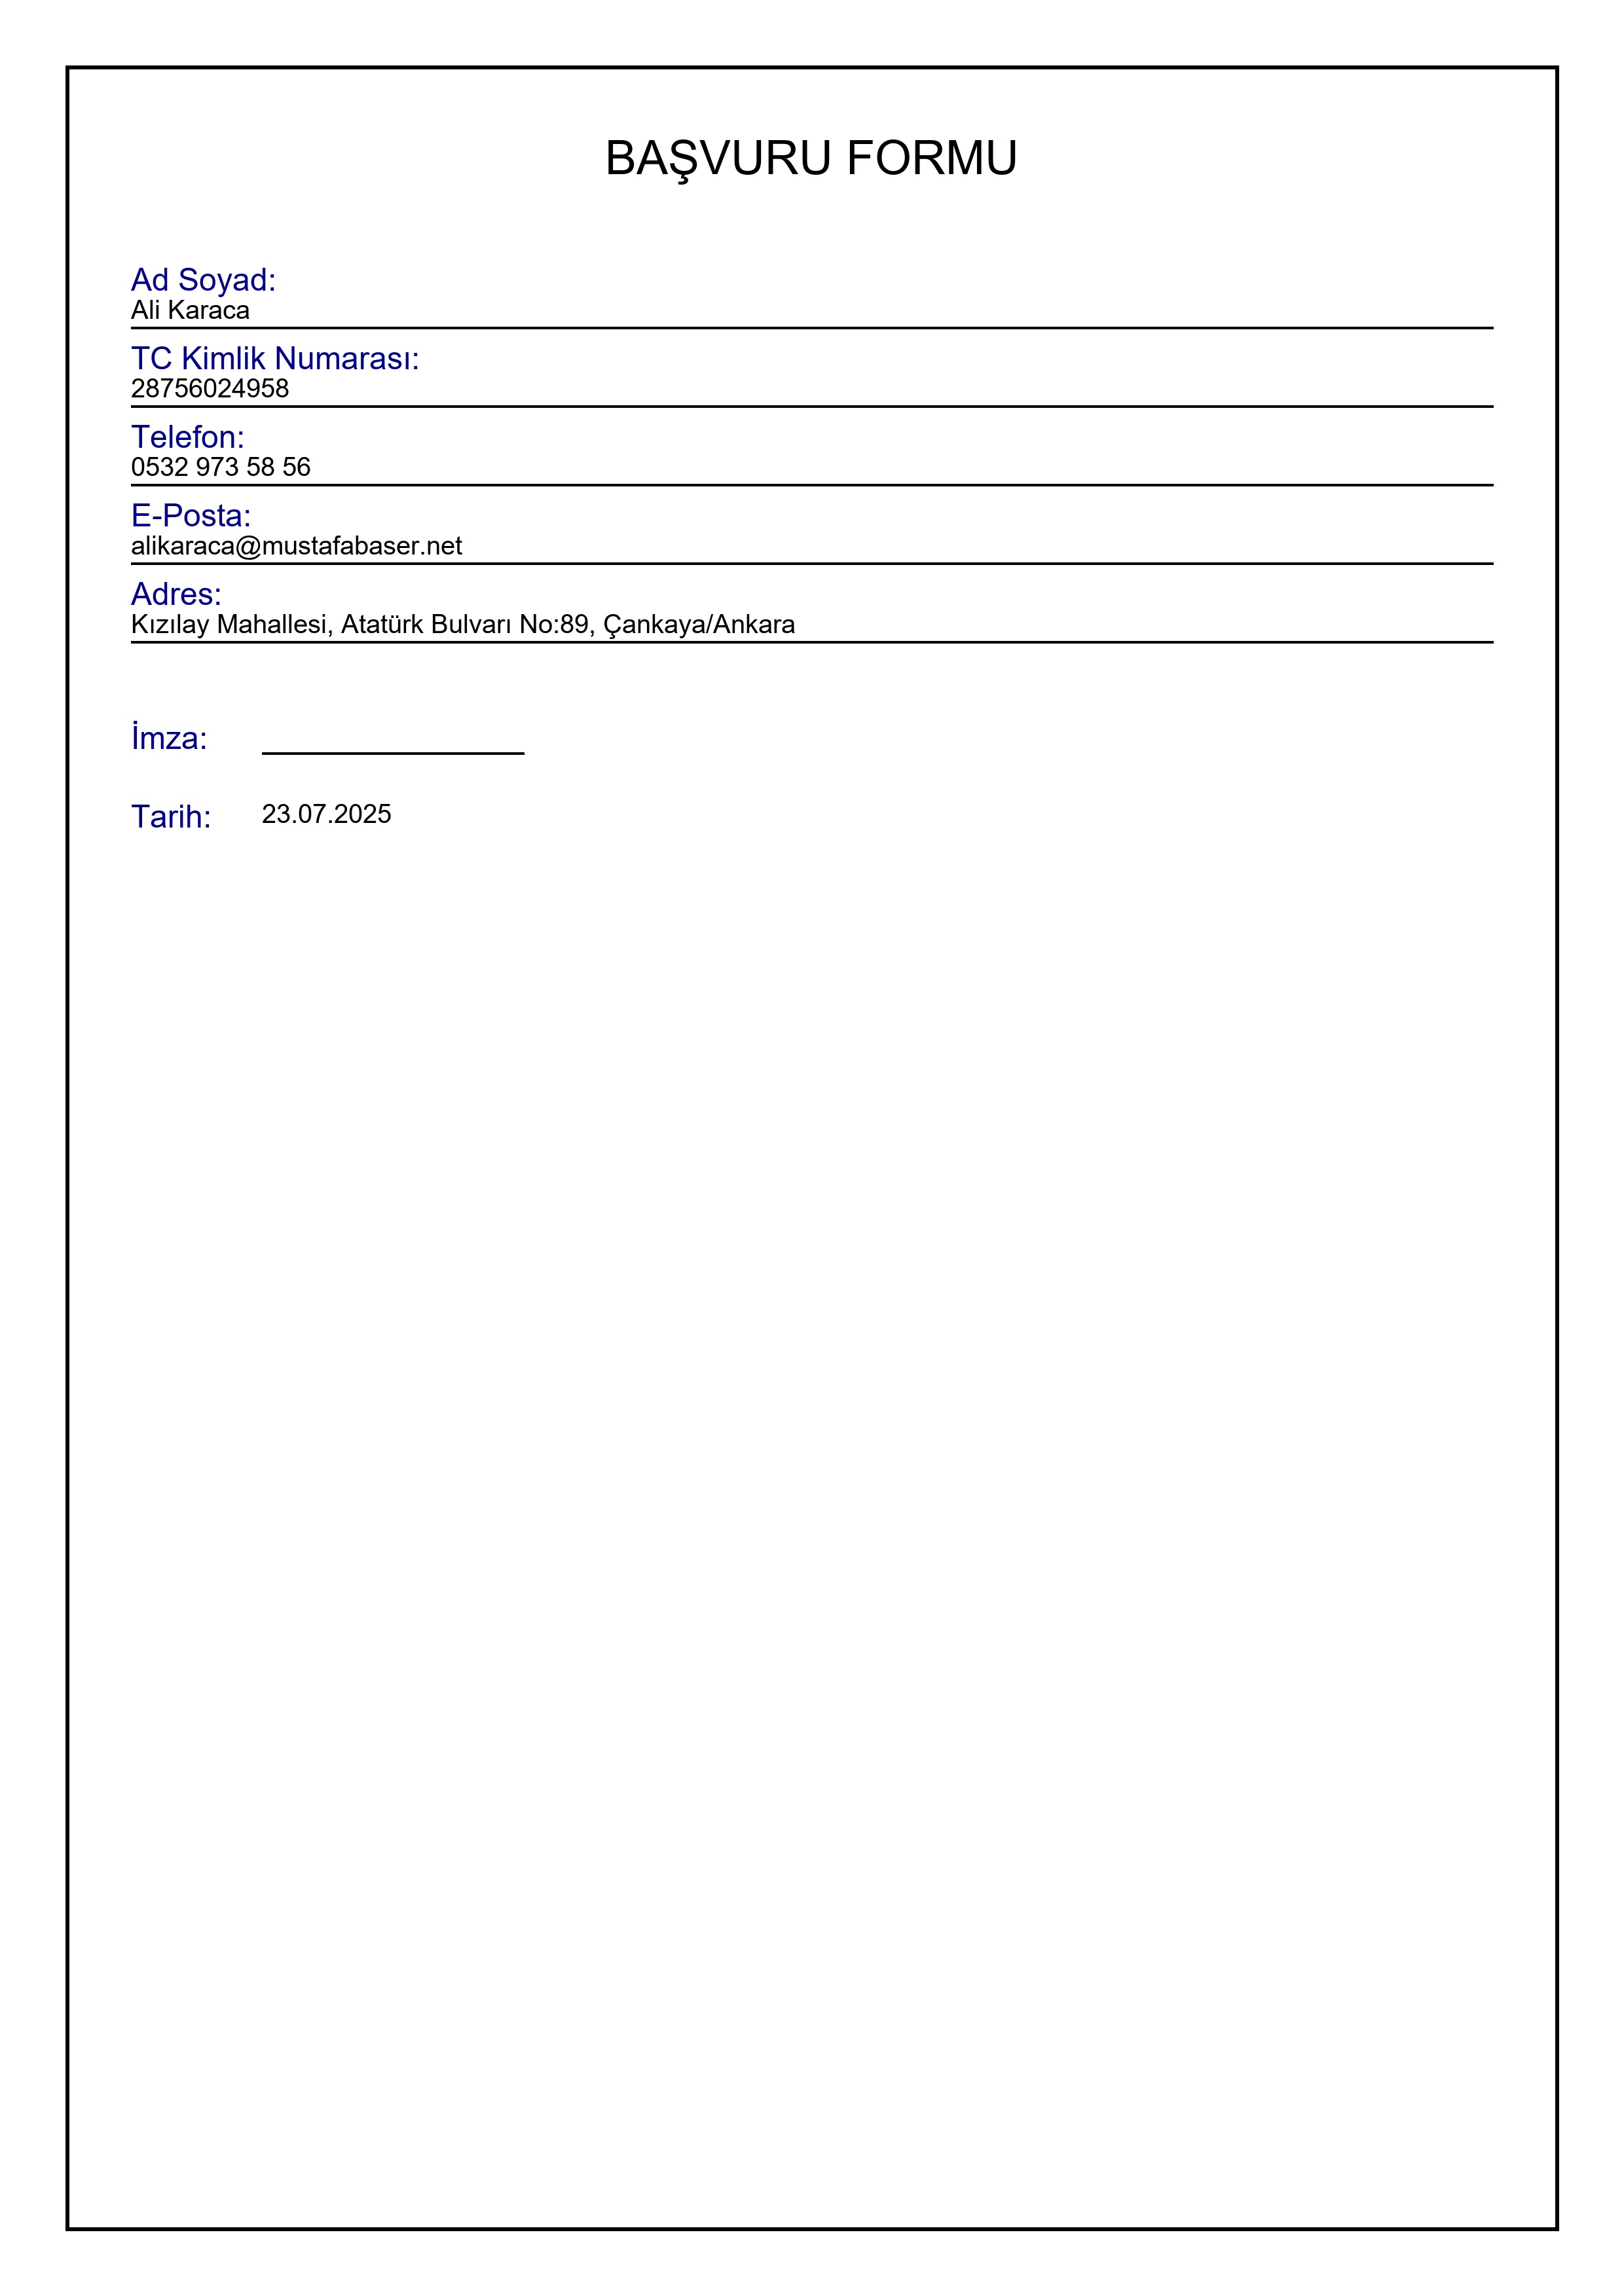 BAŞVURU FORMU
Ad Soyad:
Ali Karaca
TC Kimlik Numarası:
28756024958
Telefon:
0532 973 58 56
E-Posta:
alikaraca@mustafabaser.net
Adres:
Kızılay Mahallesi, Atatürk Bulvarı No:89, Çankaya/Ankara
İmza:
Tarih: 23.07.2025